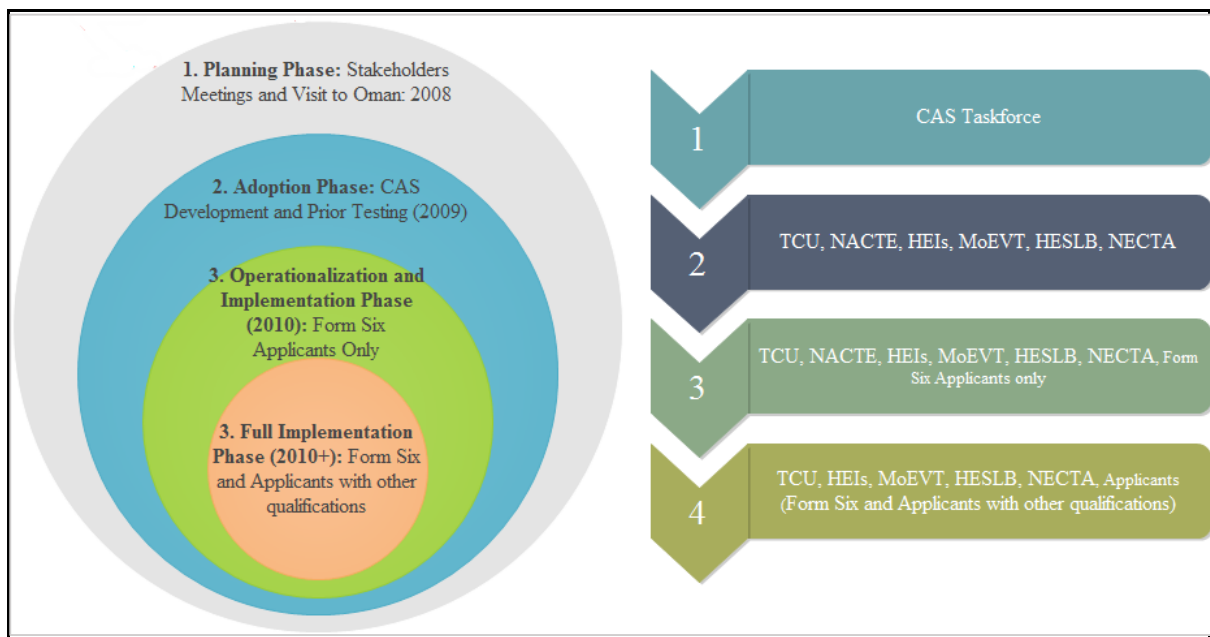 1. Planning Phase: Stakeholders
Meetings and Visit to Oman: 2008
2. Adoption Phase: CAS
Development and Prior Testing (2009)
3. Operationalization and
Implementation Phase
(2010): Form Six
Applicants Only
3. Full Implementation
Phase (2010+): Form Six
and Applicants with other
qualifications
1
CAS Taskforce
2
TCU, NACTE, HEIs, MoEVT, HESLB, NECTA
3
TCU, NACTE, HEIs, MoEVT, HESLB, NECTA, Form
Six Applicants only
4
TCU, HEIs, MoEVT, HESLB, NECTA, Applicants
(Form Six and Applicants with other qualifications)